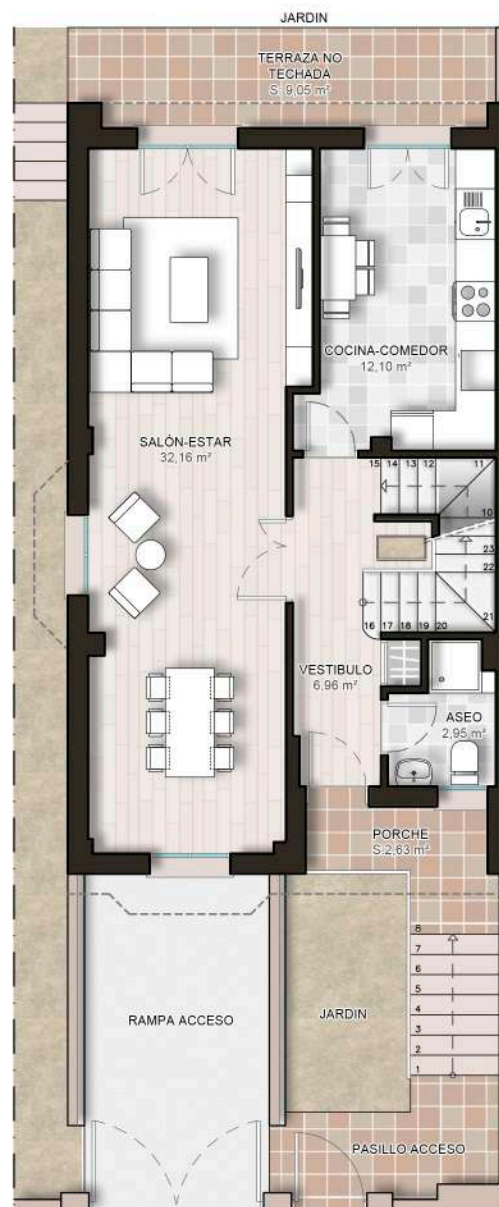 JARDIN
TERRAZA NO
TECHADA
S: 9,05 m²
COCINA-COMEDOR
12,10 m²
SALÓN-ESTAR
32,16 m²
15 14 13 12 11
10
23
22
21
16 17 18 19 20
VESTIBULO
6,96 m²
ASEO
2,95 m²
PORCHE
S:2,63 m²
8
7
6
5
4
3
2
1
RAMPA ACCESO
JARDIN
PASILLO ACCESO